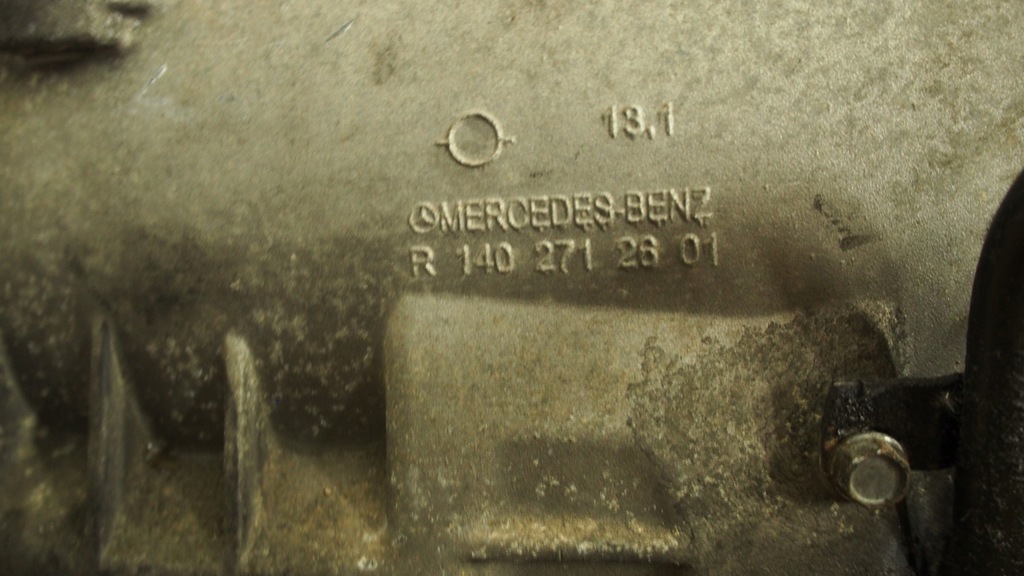 13.1
MERCEDES-BENZ
R 140 271 26 01